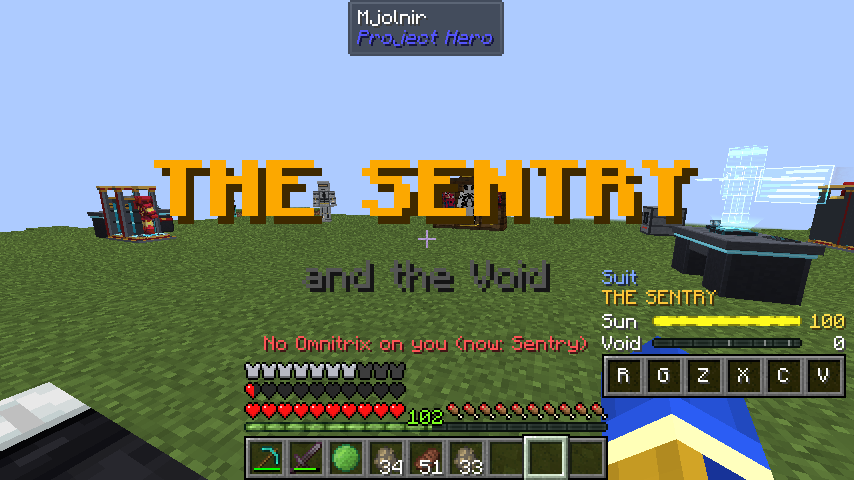 Mjolnir
Project Hero
THE SENTRY
and the Void
Suit
THE SENTRY
Sun 100
Void 0
No Omnitrix on you (now: Sentry)
R G Z X C V
102
34 51 33